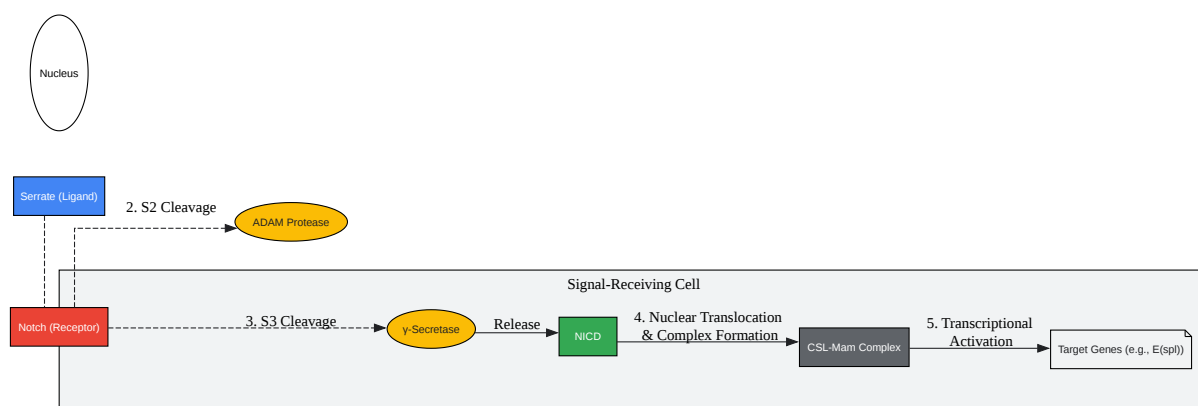 Nucleus
Serrate (Ligand)
2. S2 Cleavage
ADAM Protease
Signal-Receiving Cell
Notch (Receptor)
3. S3 Cleavage
γ-Secretase
Release
NICD
4. Nuclear Translocation
& Complex Formation
CSL-Mam Complex
5. Transcriptional
Activation
Target Genes (e.g., E(spl))